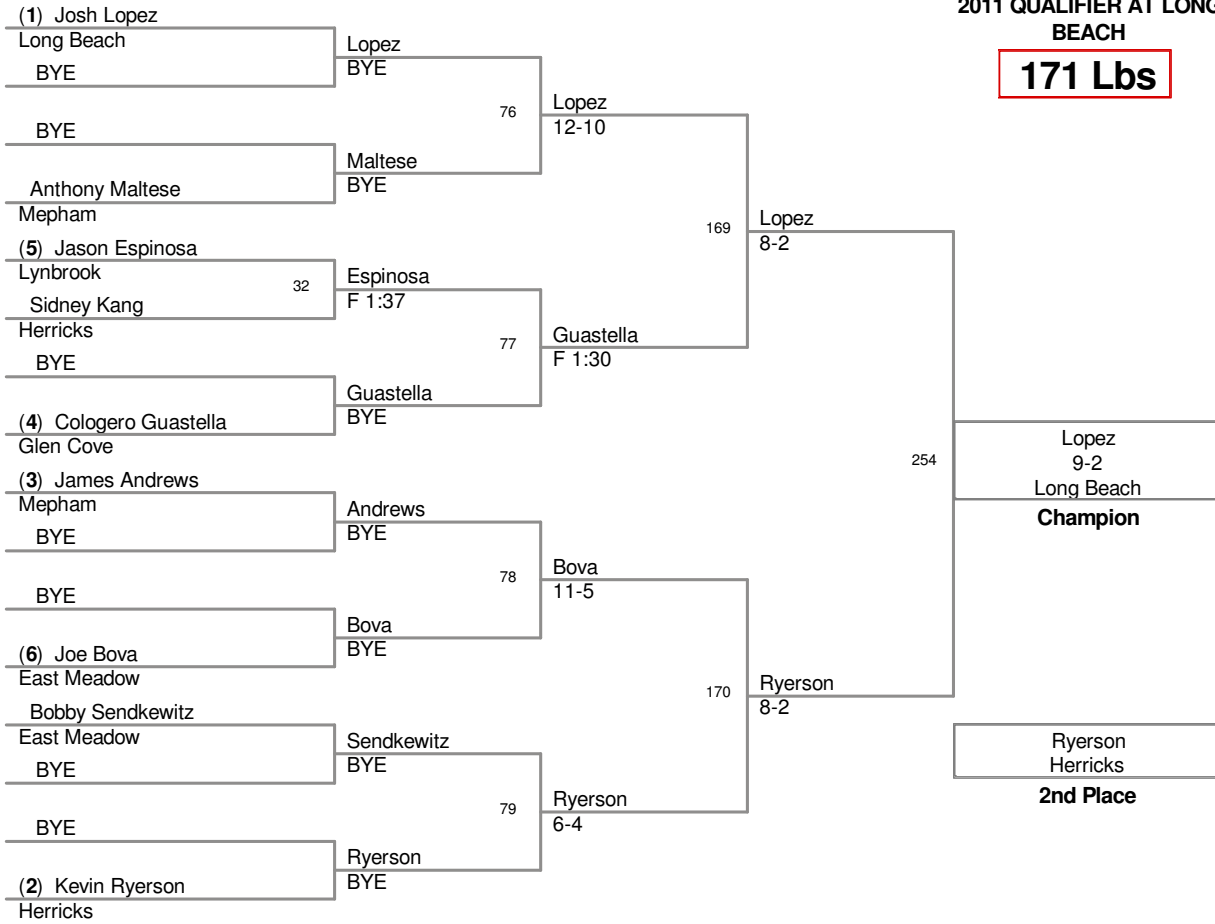 2011 QUALIFIER AT LONG
BEACH
171 Lbs
(1) Josh Lopez
Long Beach
BYE
BYE
Anthony Maltese
Mepham
(5) Jason Espinosa
Lynbrook
Sidney Kang
Herricks
BYE
(4) Cologero Guastella
Glen Cove
(3) James Andrews
Mepham
BYE
BYE
(6) Joe Bova
East Meadow
Bobby Sendkewitz
East Meadow
BYE
BYE
(2) Kevin Ryerson
Herricks
32
Lopez
BYE
Maltese
BYE
Espinosa
F 1:37
Guastella
BYE
Andrews
BYE
Bova
BYE
Sendkewitz
BYE
Ryerson
BYE
76
77
78
79
Lopez
12-10
Guastella
F 1:30
Bova
11-5
Ryerson
6-4
169
170
Lopez
8-2
Ryerson
8-2
254
Lopez
9-2
Long Beach
Champion
Ryerson
Herricks
2nd Place